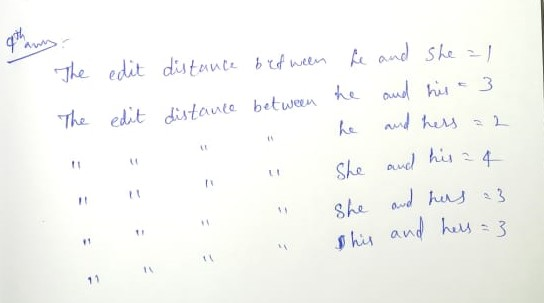 9th ans:-
The edit distance between he and she = 1
The edit distance between he and his = 3
" " " " he and hers = 2
" " " " She and his = 4
" " " " She and hers = 3
" " " " his and hers = 3